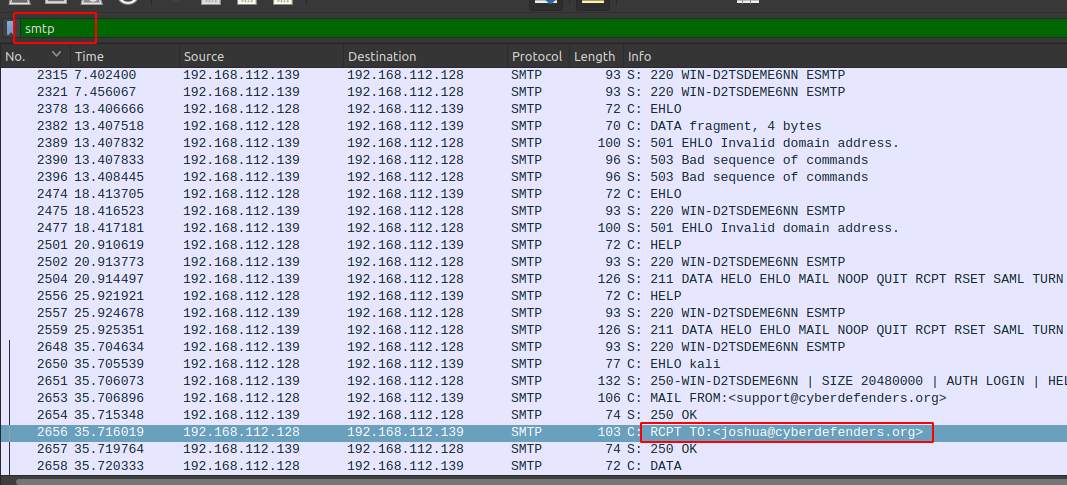 smtp
No. Time Source Destination Protocol Length Info
2315 7.402400 192.168.112.139 192.168.112.128 SMTP 93 S: 220 WIN-D2TSDEME6NN ESMTP
2321 7.456067 192.168.112.139 192.168.112.128 SMTP 93 S: 220 WIN-D2TSDEME6NN ESMTP
2378 13.406666 192.168.112.128 192.168.112.139 SMTP 72 C: EHLO
2382 13.407518 192.168.112.128 192.168.112.139 SMTP 70 C: DATA fragment, 4 bytes
2389 13.407832 192.168.112.139 192.168.112.128 SMTP 100 S: 501 EHLO Invalid domain address.
2390 13.407833 192.168.112.139 192.168.112.128 SMTP 96 S: 503 Bad sequence of commands
2396 13.408445 192.168.112.139 192.168.112.128 SMTP 96 S: 503 Bad sequence of commands
2474 18.413705 192.168.112.128 192.168.112.139 SMTP 72 C: EHLO
2475 18.416523 192.168.112.139 192.168.112.128 SMTP 93 S: 220 WIN-D2TSDEME6NN ESMTP
2477 18.417181 192.168.112.139 192.168.112.128 SMTP 100 S: 501 EHLO Invalid domain address.
2501 20.910619 192.168.112.128 192.168.112.139 SMTP 72 C: HELP
2502 20.913773 192.168.112.139 192.168.112.128 SMTP 93 S: 220 WIN-D2TSDEME6NN ESMTP
2504 20.914497 192.168.112.139 192.168.112.128 SMTP 126 S: 211 DATA HELO EHLO MAIL NOOP QUIT RCPT RSET SAML TURN
2556 25.921921 192.168.112.128 192.168.112.139 SMTP 72 C: HELP
2557 25.924678 192.168.112.139 192.168.112.128 SMTP 93 S: 220 WIN-D2TSDEME6NN ESMTP
2559 25.925351 192.168.112.139 192.168.112.128 SMTP 126 S: 211 DATA HELO EHLO MAIL NOOP QUIT RCPT RSET SAML TURN
2648 35.704634 192.168.112.139 192.168.112.128 SMTP 93 S: 220 WIN-D2TSDEME6NN ESMTP
2650 35.705539 192.168.112.128 192.168.112.139 SMTP 77 C: EHLO kali
2651 35.706073 192.168.112.139 192.168.112.128 SMTP 132 S: 250-WIN-D2TSDEME6NN | SIZE 20480000 | AUTH LOGIN | HEL
2653 35.706896 192.168.112.128 192.168.112.139 SMTP 106 C: MAIL FROM:<support@cyberdefenders.org>
2654 35.715348 192.168.112.139 192.168.112.128 SMTP 74 S: 250 OK
2656 35.716019 192.168.112.128 192.168.112.139 SMTP 103 C: RCPT TO:<joshua@cyberdefenders.org>
2657 35.719764 192.168.112.139 192.168.112.128 SMTP 74 S: 250 OK
2658 35.720333 192.168.112.128 192.168.112.139 SMTP 72 C: DATA